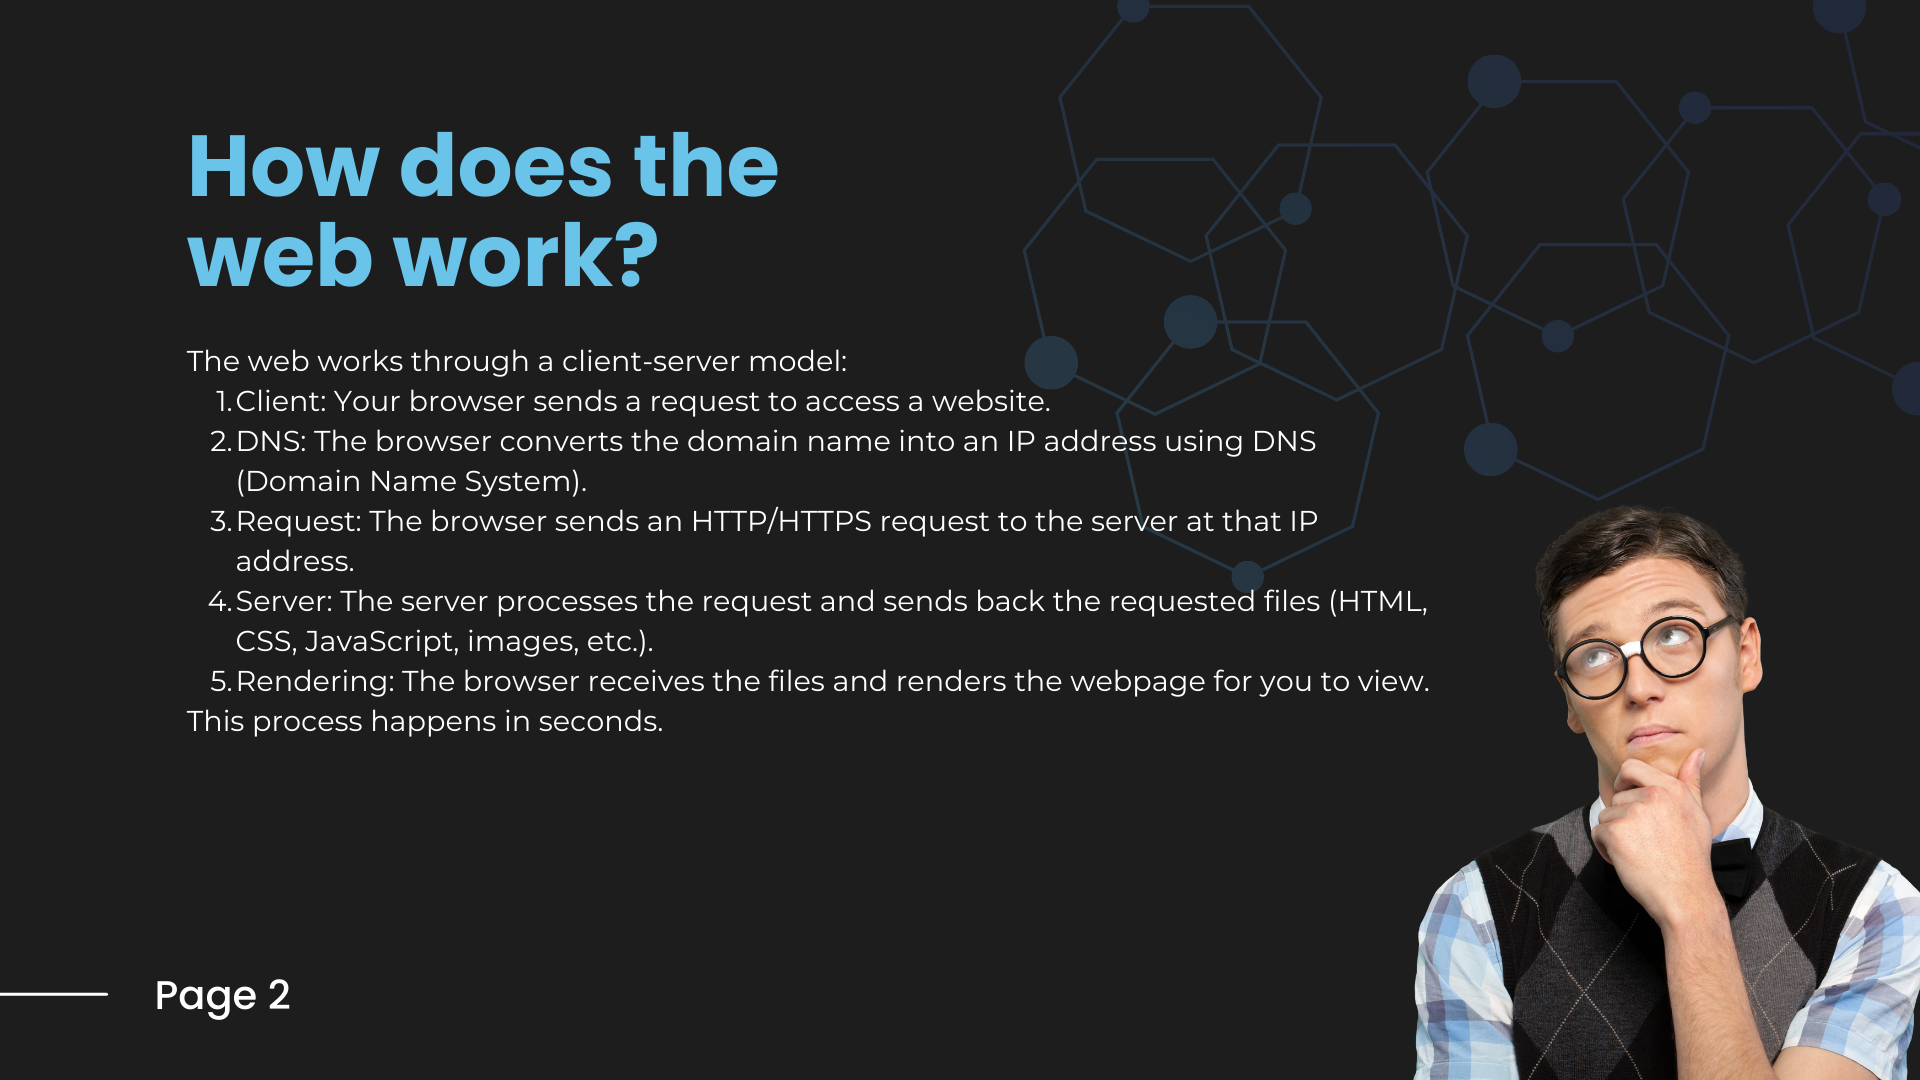 How does the
web work?
The web works through a client-server model:
1. Client: Your browser sends a request to access a website.
2. DNS: The browser converts the domain name into an IP address using DNS
(Domain Name System).
3. Request: The browser sends an HTTP/HTTPS request to the server at that IP
address.
4. Server: The server processes the request and sends back the requested files (HTML,
CSS, JavaScript, images, etc.).
5. Rendering: The browser receives the files and renders the webpage for you to view.
This process happens in seconds.
Page 2